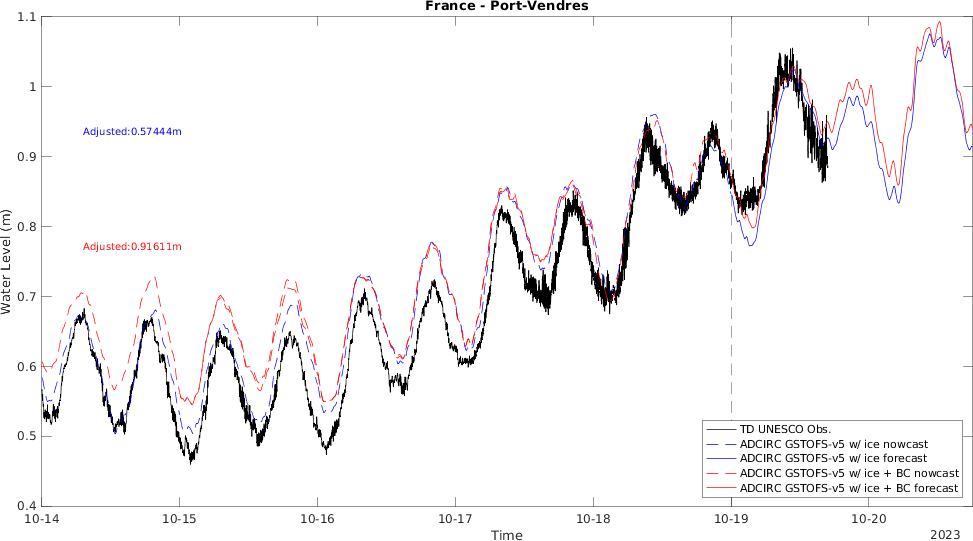 France - Port-Vendres
1.1
1
0.9
0.8
0.7
0.6
0.5
0.4
Water Level (m)
Adjusted:0.57444m
Adjusted:0.91611m
TD UNESCO Obs.
ADCIRC GSTOFS-v5 w/ ice nowcast
ADCIRC GSTOFS-v5 w/ ice forecast
ADCIRC GSTOFS-v5 w/ ice + BC nowcast
ADCIRC GSTOFS-v5 w/ ice + BC forecast
10-14 10-15 10-16 10-17 10-18 10-19 10-20
Time
2023